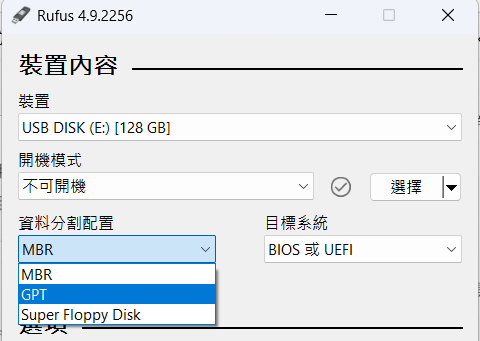 Rufus 4.9.2256
裝置內容
裝置
USB DISK (E:) [128 GB]
開機模式
不可開機
選擇
資料分割配置
目標系統
MBR
BIOS 或 UEFI
MBR
GPT
Super Floppy Disk
選項